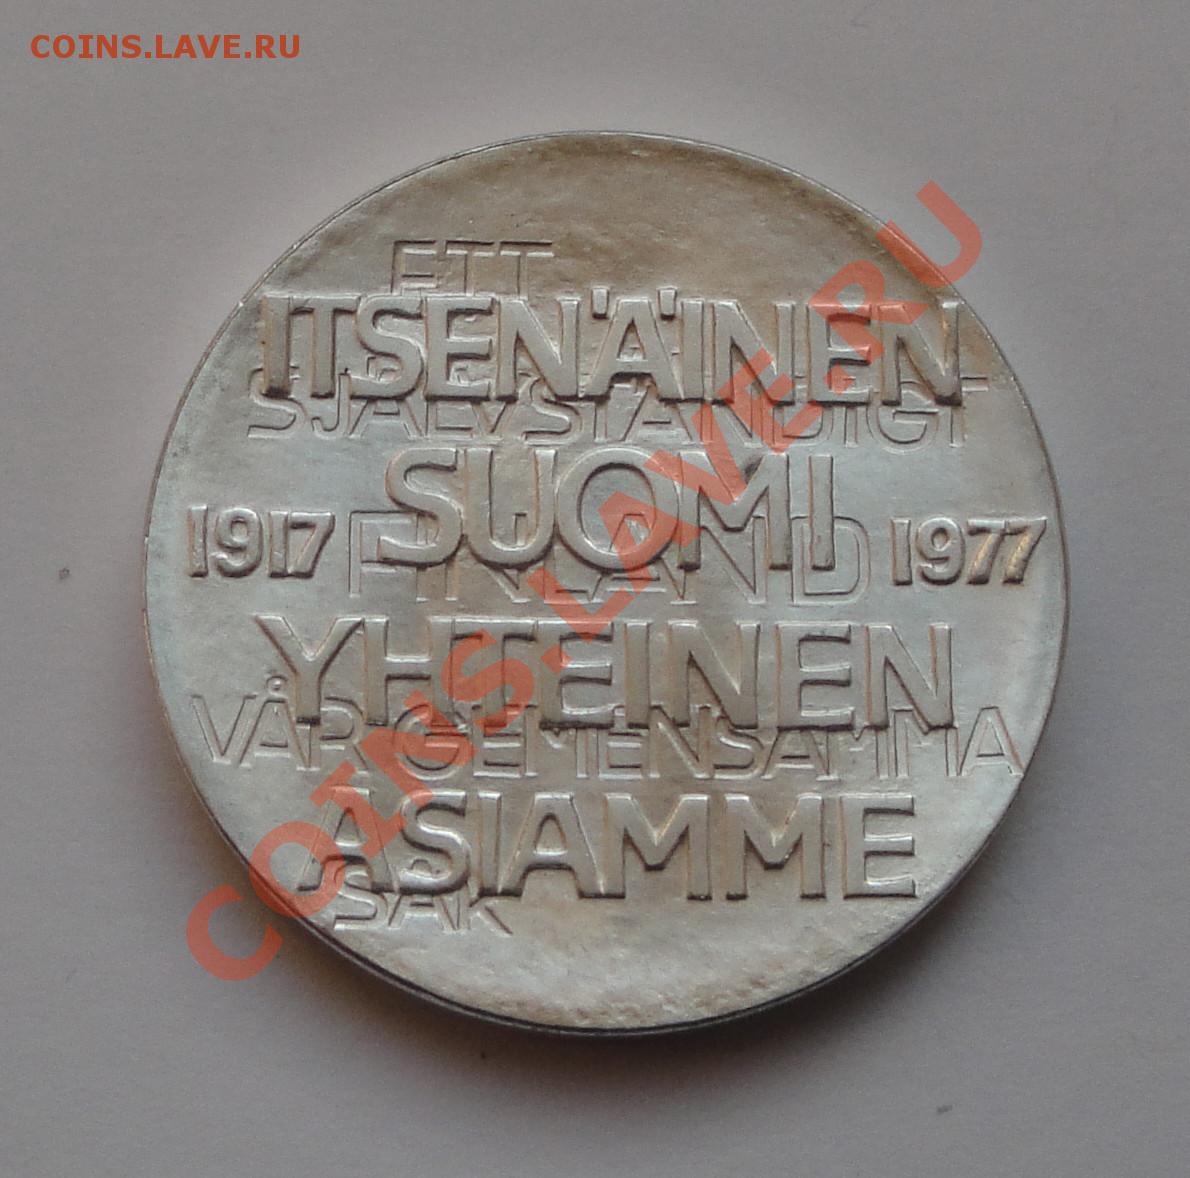 COINS.LAVE.RU
ETT
ITSENÄINEN
SJÄLVSTÄNDIGT
SUOMI
1917 FINLAND 1977
YHTEINEN
VÅR GEMENSAMMA
ASIAMME
SAK
COINS.LAVE.RU